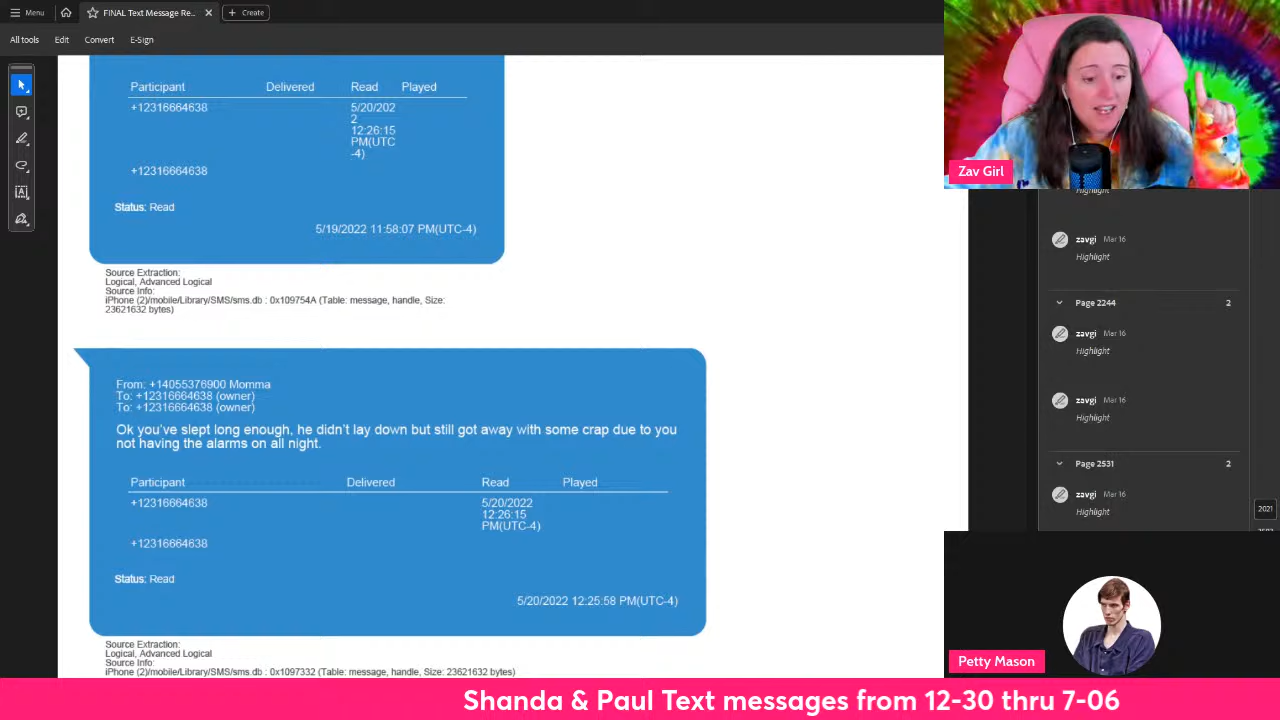 Menu
FINAL Text Message Re...
Create
All tools
Edit
Convert
E-Sign
Participant Delivered Read Played
+12316664638
5/20/202
2
12:26:15
PM(UTC
-4)
+12316664638
Status: Read
5/19/2022 11:58:07 PM(UTC-4)
Source Extraction:
Logical, Advanced Logical
Source Info:
iPhone (2)/mobile/Library/SMS/sms.db : 0x109754A (Table: message, handle, Size:
23621632 bytes)
From: +14055376900 Momma
To: +12316664638 (owner)
To: +12316664638 (owner)
Ok you've slept long enough, he didn't lay down but still got away with some crap due to you
not having the alarms on all night.
Participant Delivered Read Played
+12316664638
5/20/2022
12:26:15
PM(UTC-4)
+12316664638
Status: Read
5/20/2022 12:25:58 PM(UTC-4)
Source Extraction:
Logical, Advanced Logical
Source Info:
iPhone (2)/mobile/Library/SMS/sms.db : 0x1097332 (Table: message, handle, Size: 23621632 bytes)
Zav Girl
Highlight
zavgi Mar 16
Highlight
Page 2244 2
zavgi Mar 16
Highlight
zavgi Mar 16
Highlight
Page 2531 2
zavgi Mar 16
Highlight
2021
Petty Mason
Shanda & Paul Text messages from 12-30 thru 7-06